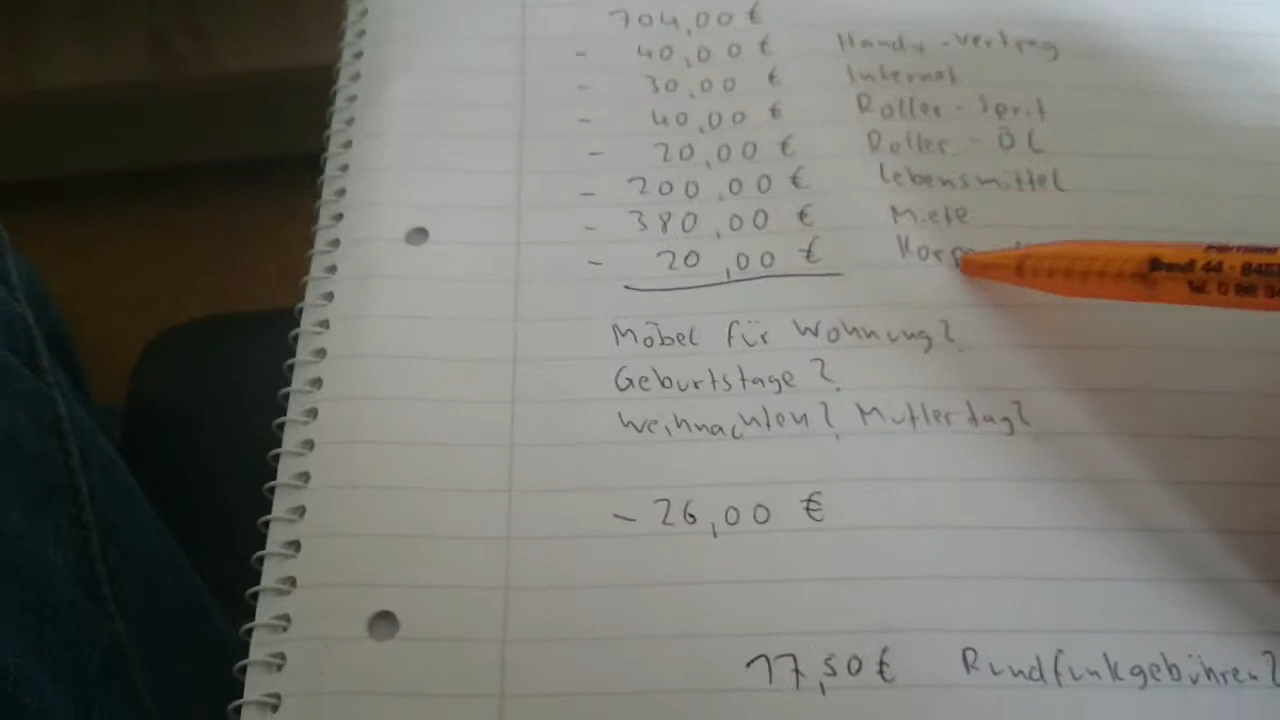 704,00 €
- 40,00 € Handy-Vertrag
- 30,00 € Internet
- 40,00 € Roller-Sprit
- 20,00 € Roller-ÖL
- 200,00 € Lebensmittel
- 380,00 € Miete
- 20,00 €
Möbel für Wohnung?
Geburtstage?
Weihnachten? Muttertag?
- 26,00 €
17,50 € Rundfunkgebühren?